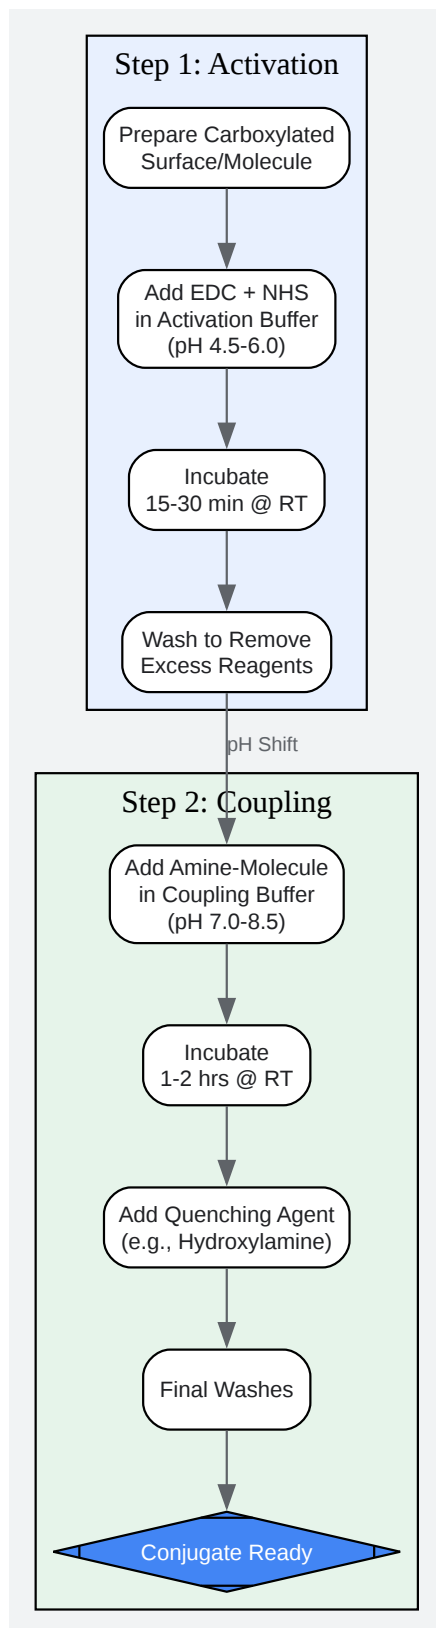 Step 1: Activation
Prepare Carboxylated
Surface/Molecule
Add EDC + NHS
in Activation Buffer
(pH 4.5-6.0)
Incubate
15-30 min @ RT
Wash to Remove
Excess Reagents
pH Shift
Step 2: Coupling
Add Amine-Molecule
in Coupling Buffer
(pH 7.0-8.5)
Incubate
1-2 hrs @ RT
Add Quenching Agent
(e.g., Hydroxylamine)
Final Washes
Conjugate Ready